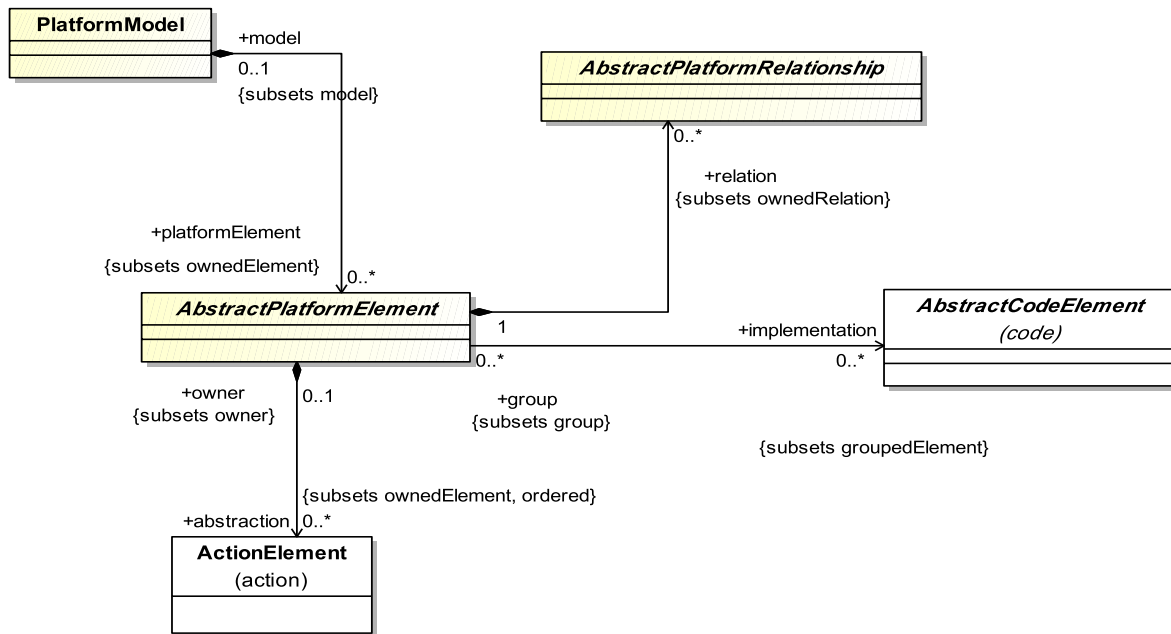 PlatformModel
+model
0..1
{subsets model}
AbstractPlatformRelationship
0..*
+relation
{subsets ownedRelation}
+platformElement
{subsets ownedElement}
0..*
AbstractPlatformElement
1
AbstractCodeElement
(code)
+implementation
0..*
0..*
+owner
{subsets owner}
0..1
+group
{subsets group}
{subsets groupedElement}
{subsets ownedElement, ordered}
+abstraction
0..*
ActionElement
(action)